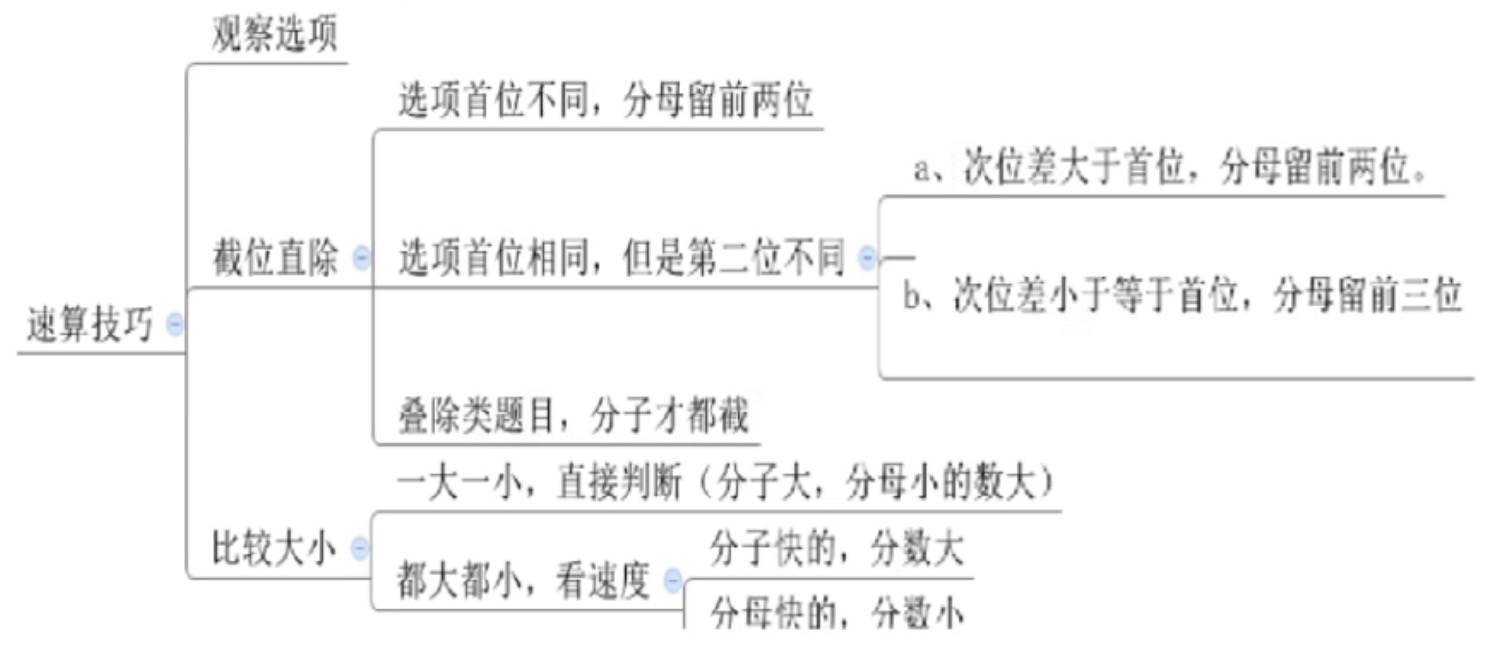 观察选项
选项首位不同，分母留前两位
a、次位差大于首位，分母留前两位。
截位直除
选项首位相同，但是第二位不同
b、次位差小于等于首位，分母留前三位
速算技巧
叠除类题目，分子才都截
一大一小，直接判断（分子大，分母小的数大）
比较大小
分子快的，分数大
都大都小，看速度
分母快的，分数小